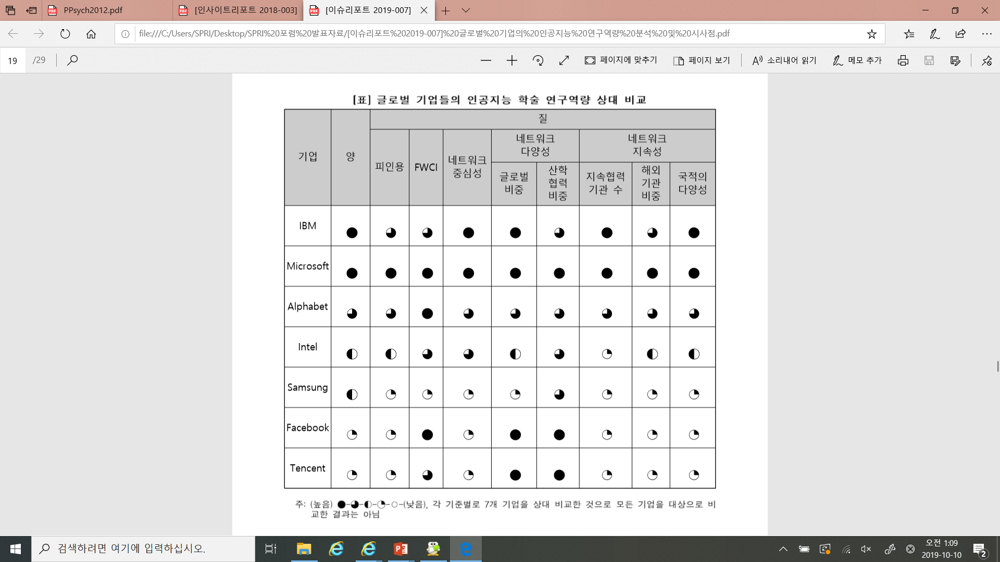 PPsych2012.pdf
[인사이트리포트 2018-003]
[이슈리포트 2019-007]
file:///C:/Users/SPRI/Desktop/SPRI%20포럼%20발표자료/[이슈리포트%202019-007]%20글로벌%20기업의%20인공지능%20연구역량%20분석%20및%20시사점.pdf
19 /29
페이지에 맞추기
페이지 보기
소리내어 읽기
메모 추가
[표] 글로벌 기업들의 인공지능 학술 연구역량 상대 비교
기업
양
질
피인용
FWCI
네트워크
중심성
네트워크
다양성
네트워크
지속성
글로벌
비중
산학
협력
비중
지속협력
기관 수
해외
기관
비중
국적의
다양성
IBM ● ◕ ◕ ● ● ◕ ● ◕ ●
Microsoft ● ● ● ● ● ● ● ● ●
Alphabet ◕ ◕ ● ◕ ◕ ◕ ◕ ◕ ◕
Intel ◐ ◐ ◕ ◕ ◐ ◕ ◔ ◐ ◐
Samsung ◐ ◔ ◔ ◔ ◔ ◕ ◔ ◔ ◔
Facebook ◔ ◔ ● ◔ ● ● ◔ ◔ ◔
Tencent ◔ ◔ ◕ ◔ ● ● ◔ ◔ ◔
주: (높음) ●-◕-◐-◔-○-(낮음), 각 기준별로 7개 기업을 상대 비교한 것으로 모든 기업을 대상으로 비
교한 결과는 아님
검색하려면 여기에 입력하십시오.
오전 1:09
2019-10-10
2